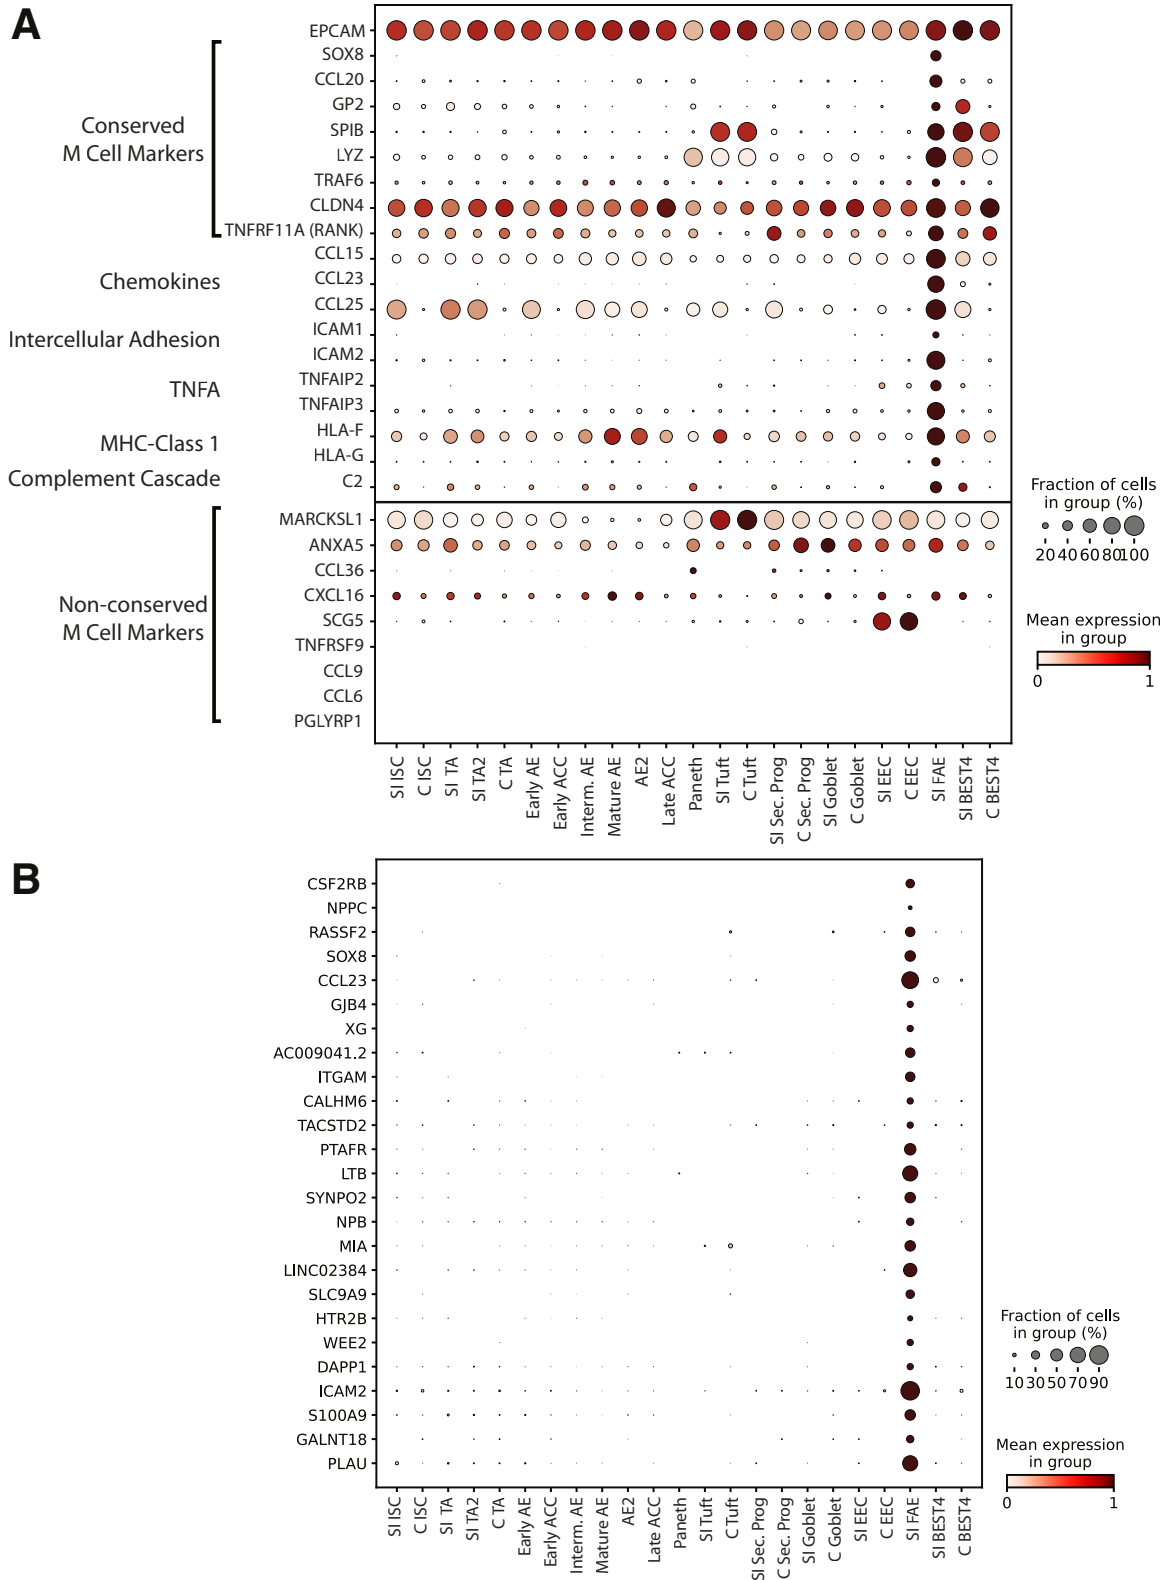 A
EPCAM
SOX8
CCL20
GP2
Conserved
M Cell Markers
SPIB
LYZ
TRAF6
CLDN4
TNFRF11A (RANK)
CCL15
Chemokines
CCL23
CCL25
Intercellular Adhesion
ICAM1
ICAM2
TNFA
TNFAIP2
TNFAIP3
MHC-Class 1
HLA-F
HLA-G
Complement Cascade
C2
Fraction of cells
in group (%)
20 40 60 80 100
Mean expression
in group
0 1
MARCKSL1
ANXA5
CCL36
CXCL16
Non-conserved
M Cell Markers
SCG5
TNFRSF9
CCL9
CCL6
PGLYRP1
SI ISC
C ISC
SI TA
SI TA2
C TA
Early AE
Early ACC
Interm. AE
Mature AE
AE2
Late ACC
Paneth
SI Tuft
C Tuft
SI Sec. Prog
C Sec. Prog
SI Goblet
C Goblet
SI EEC
C EEC
SI FAE
SI BEST4
C BEST4
B
CSF2RB
NPPC
RASSF2
SOX8
CCL23
GJB4
XG
AC009041.2
ITGAM
CALHM6
TACSTD2
PTAFR
LTB
SYNPO2
NPB
MIA
LINC02384
SLC9A9
HTR2B
WEE2
DAPP1
ICAM2
S100A9
GALNT18
PLAU
Fraction of cells
in group (%)
10 30 50 70 90
Mean expression
in group
0 1
SI ISC
C ISC
SI TA
SI TA2
C TA
Early AE
Early ACC
Interm. AE
Mature AE
AE2
Late ACC
Paneth
SI Tuft
C Tuft
SI Sec. Prog
C Sec. Prog
SI Goblet
C Goblet
SI EEC
C EEC
SI FAE
SI BEST4
C BEST4